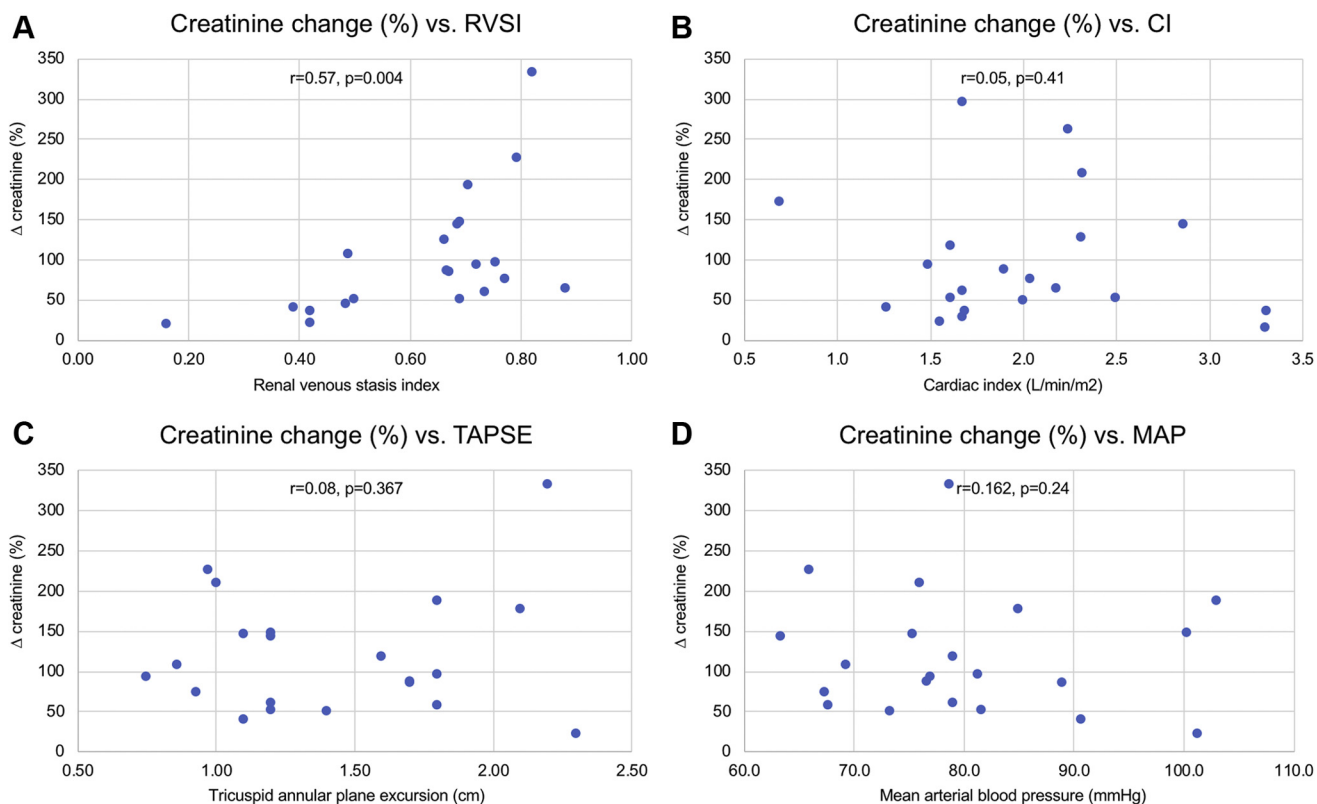 A
Creatinine change (%) vs. RVSI
r=0.57, p=0.004
Δ creatinine (%)
350
300
250
200
150
100
50
0
0.00 0.20 0.40 0.60 0.80 1.00
Renal venous stasis index
B
Creatinine change (%) vs. CI
r=0.05, p=0.41
Δ creatinine (%)
350
300
250
200
150
100
50
0
0.5 1.0 1.5 2.0 2.5 3.0 3.5
Cardiac index (L/min/m2)
C
Creatinine change (%) vs. TAPSE
r=0.08, p=0.367
Δ creatinine (%)
350
300
250
200
150
100
50
0
0.50 1.00 1.50 2.00 2.50
Tricuspid annular plane excursion (cm)
D
Creatinine change (%) vs. MAP
r=0.162, p=0.24
Δ creatinine (%)
350
300
250
200
150
100
50
0
60.0 70.0 80.0 90.0 100.0 110.0
Mean arterial blood pressure (mmHg)